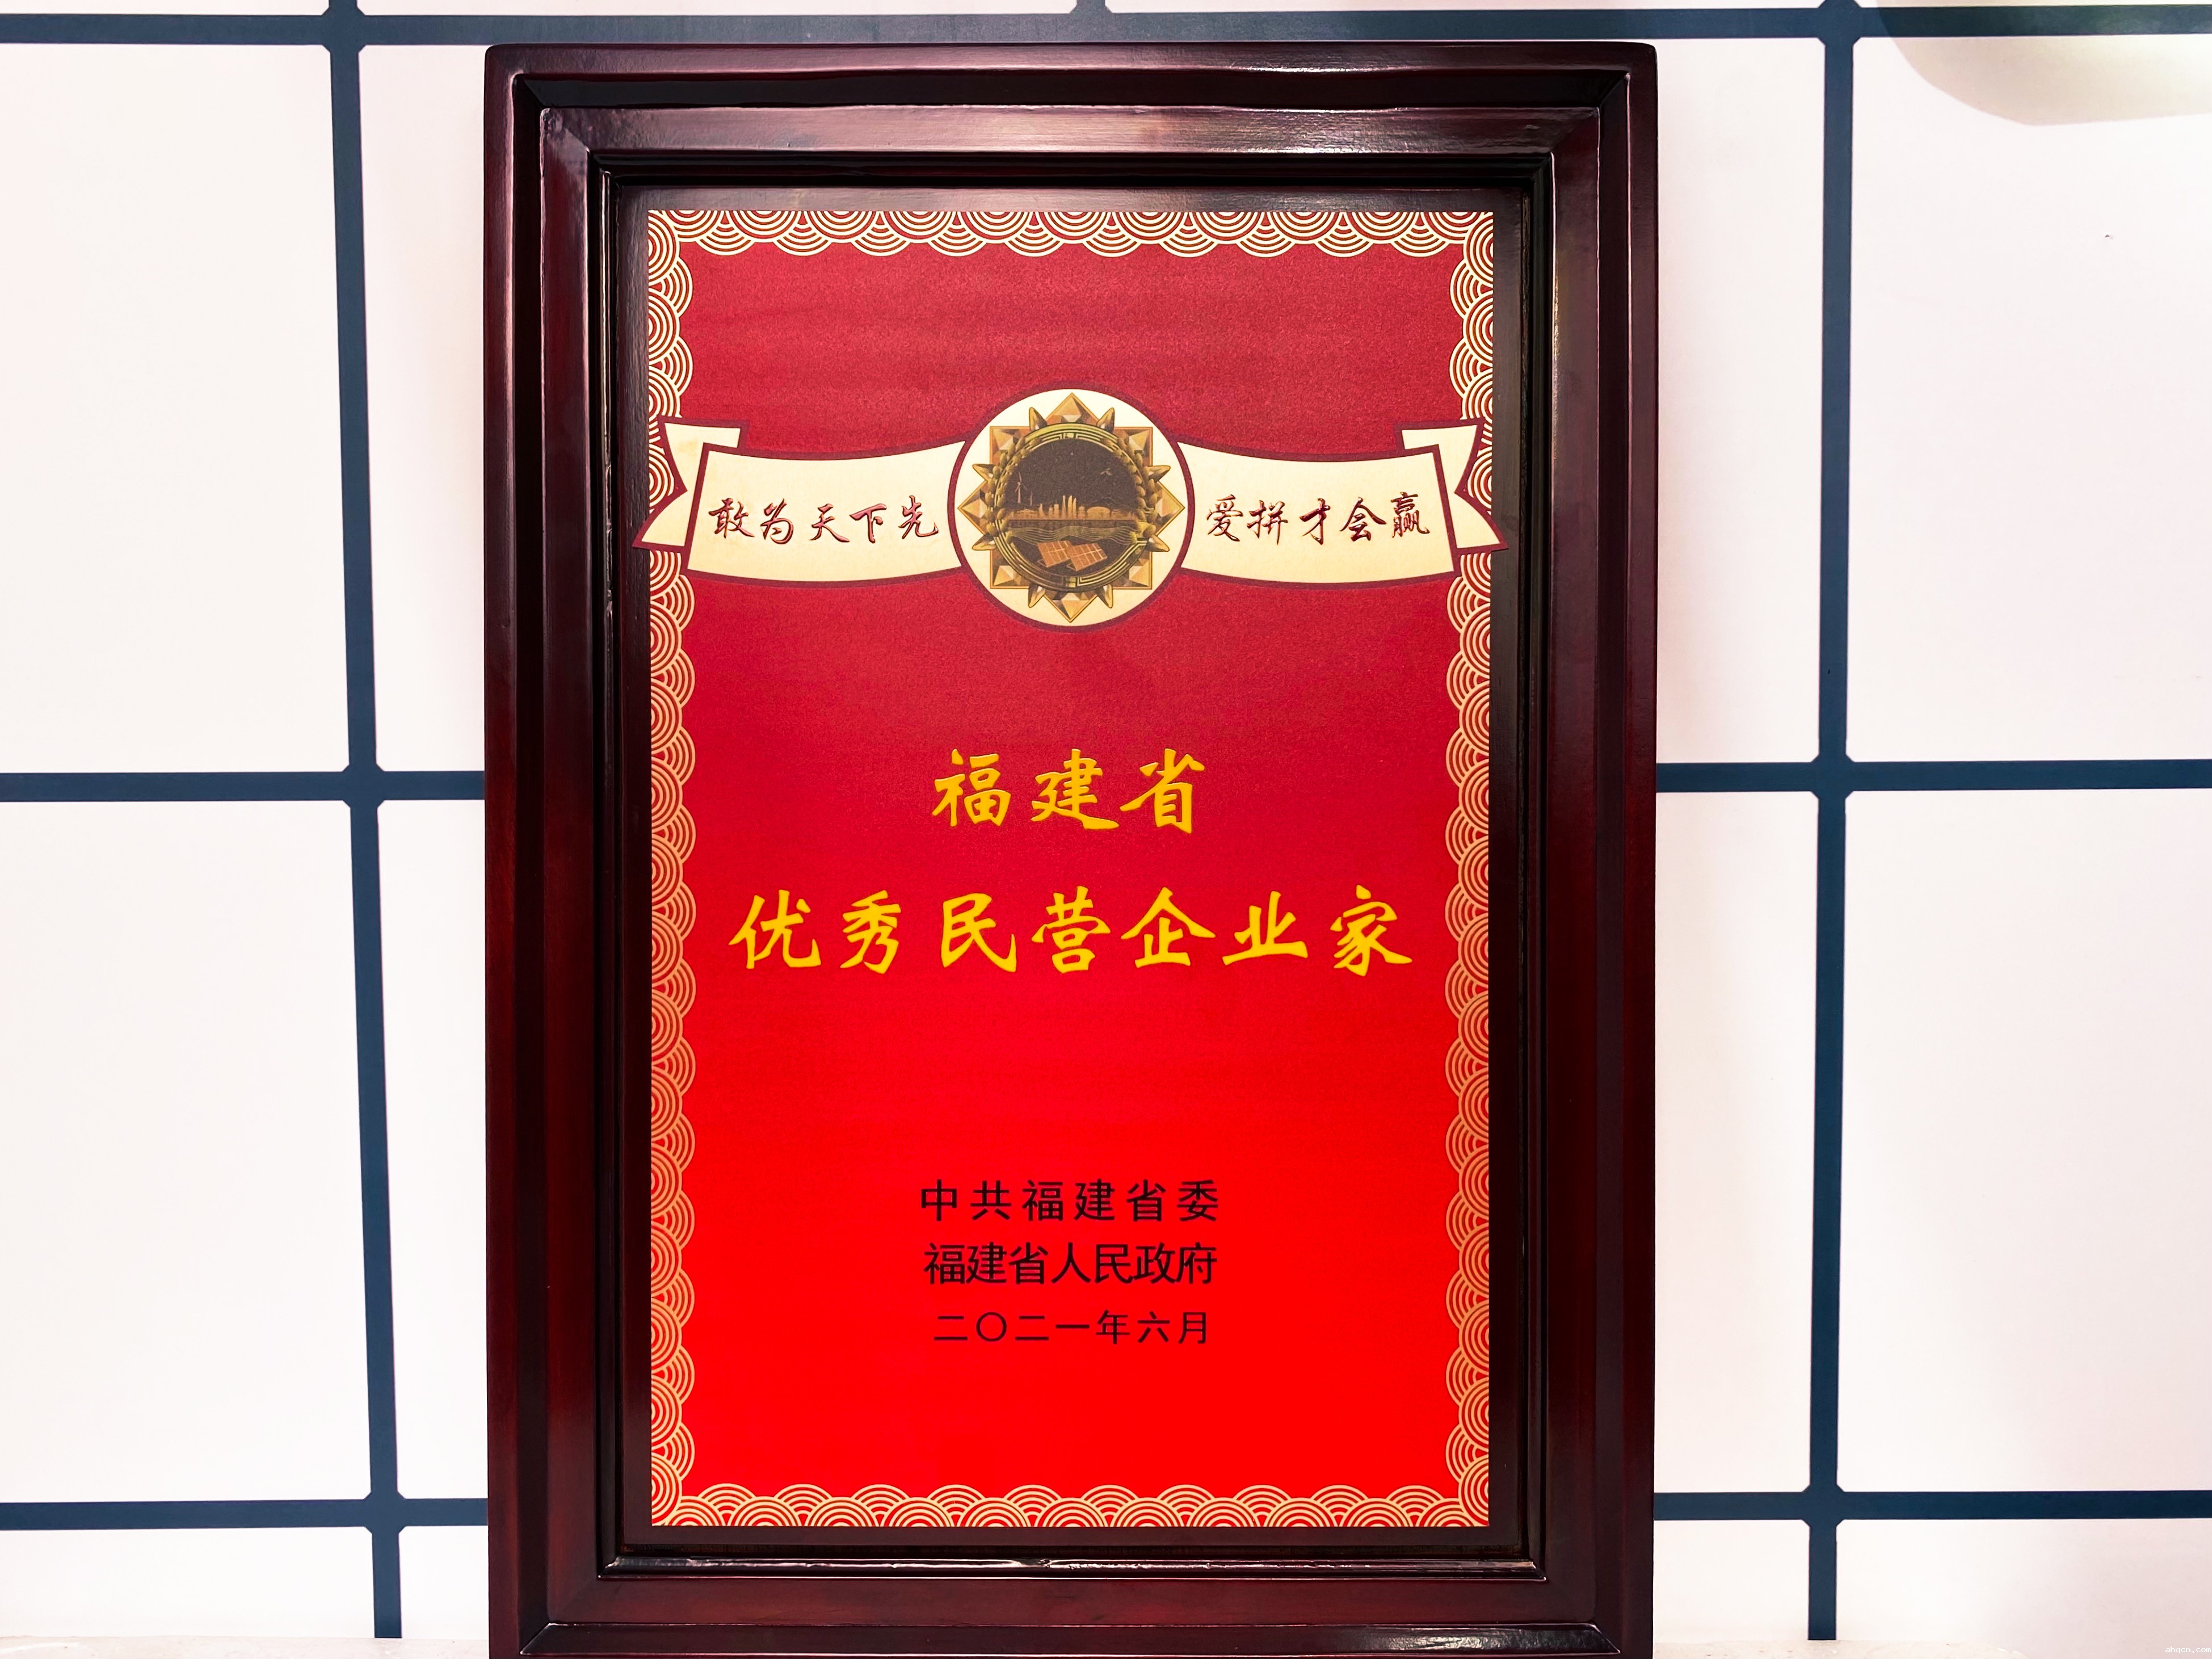 敢为天下先 爱拼才会赢
福建省
优秀民营企业家
中共福建省委
福建省人民政府
二〇二一年六月
ahqcn.com